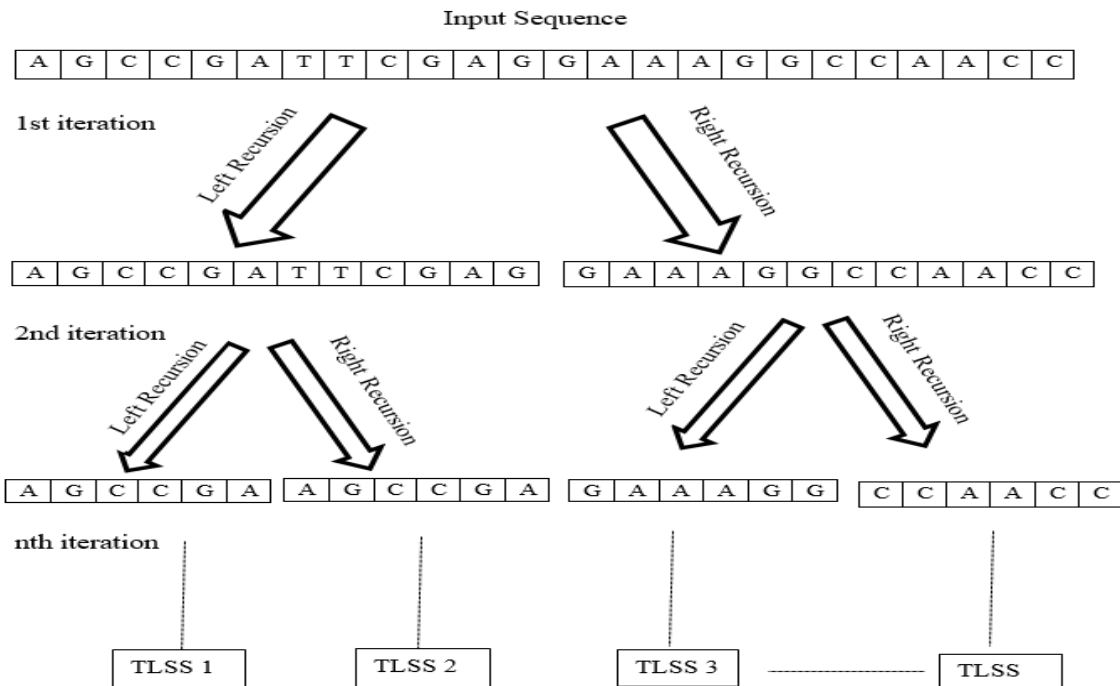 Input Sequence
A G C C G A T T C G A G G A A A G G C C A A C C
1st iteration
Left Recursion
Right Recursion
A G C C G A T T C G A G
G A A A G G C C A A C C
2nd iteration
Left Recursion
Right Recursion
Left Recursion
Right Recursion
A G C C G A
A G C C G A
G A A A G G
C C A A C C
nth iteration
TLSS 1
TLSS 2
TLSS 3
TLSS